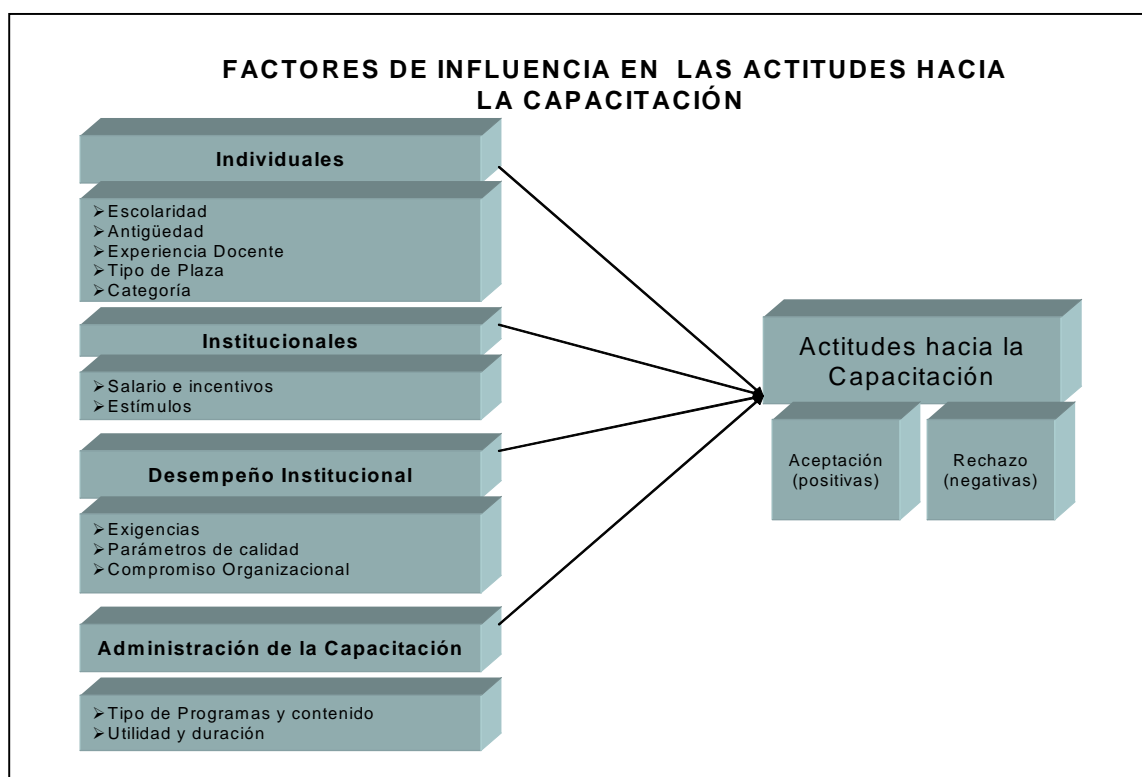 FACTORES DE INFLUENCIA EN LAS ACTITUDES HACIA
LA CAPACITACIÓN
Individuales
➢Escolaridad
➢Antigüedad
➢Experiencia Docente
➢Tipo de Plaza
➢Categoría
Institucionales
➢Salario e incentivos
➢Estímulos
Desempeño Institucional
➢Exigencias
➢Parámetros de calidad
➢Compromiso Organizacional
Administración de la Capacitación
➢Tipo de Programas y contenido
➢Utilidad y duración
Actitudes hacia la
Capacitación
Aceptación
(positivas)
Rechazo
(negativas)